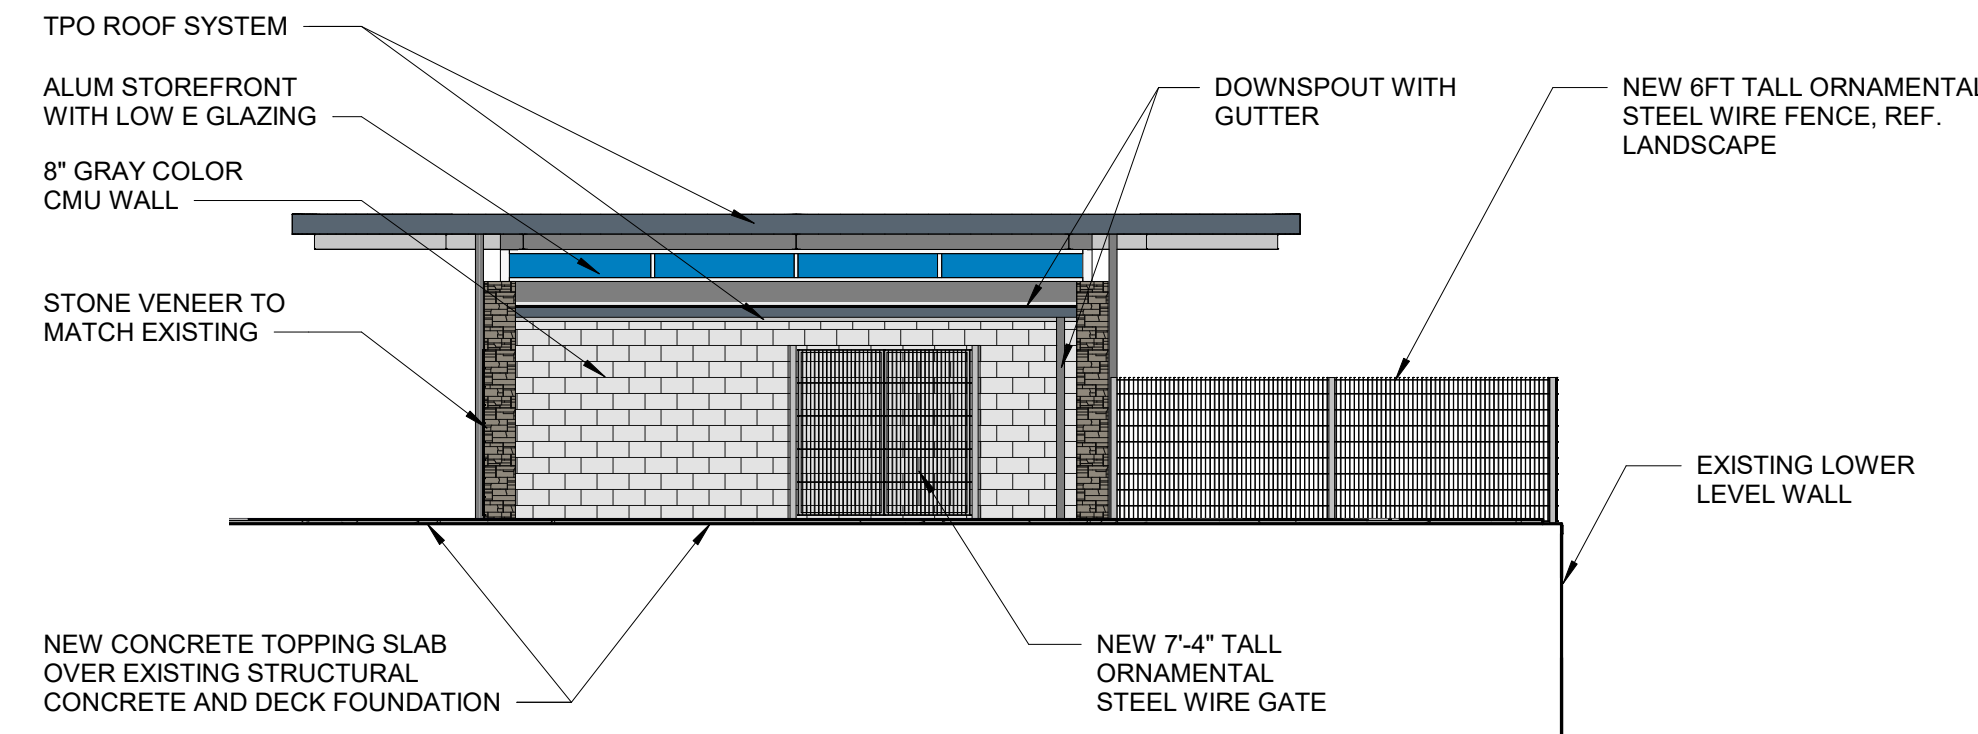 TPO ROOF SYSTEM
ALUM STOREFRONT
WITH LOW E GLAZING
8" GRAY COLOR
CMU WALL
STONE VENEER TO
MATCH EXISTING
NEW CONCRETE TOPPING SLAB
OVER EXISTING STRUCTURAL
CONCRETE AND DECK FOUNDATION
DOWNSPOUT WITH
GUTTER
NEW 6FT TALL ORNAMENTAL
STEEL WIRE FENCE, REF.
LANDSCAPE
EXISTING LOWER
LEVEL WALL
NEW 7'-4" TALL
ORNAMENTAL
STEEL WIRE GATE